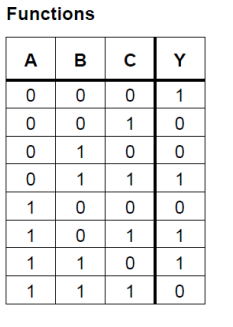 Functions
A B C Y
0 0 0 1
0 0 1 0
0 1 0 0
0 1 1 1
1 0 0 0
1 0 1 1
1 1 0 1
1 1 1 0